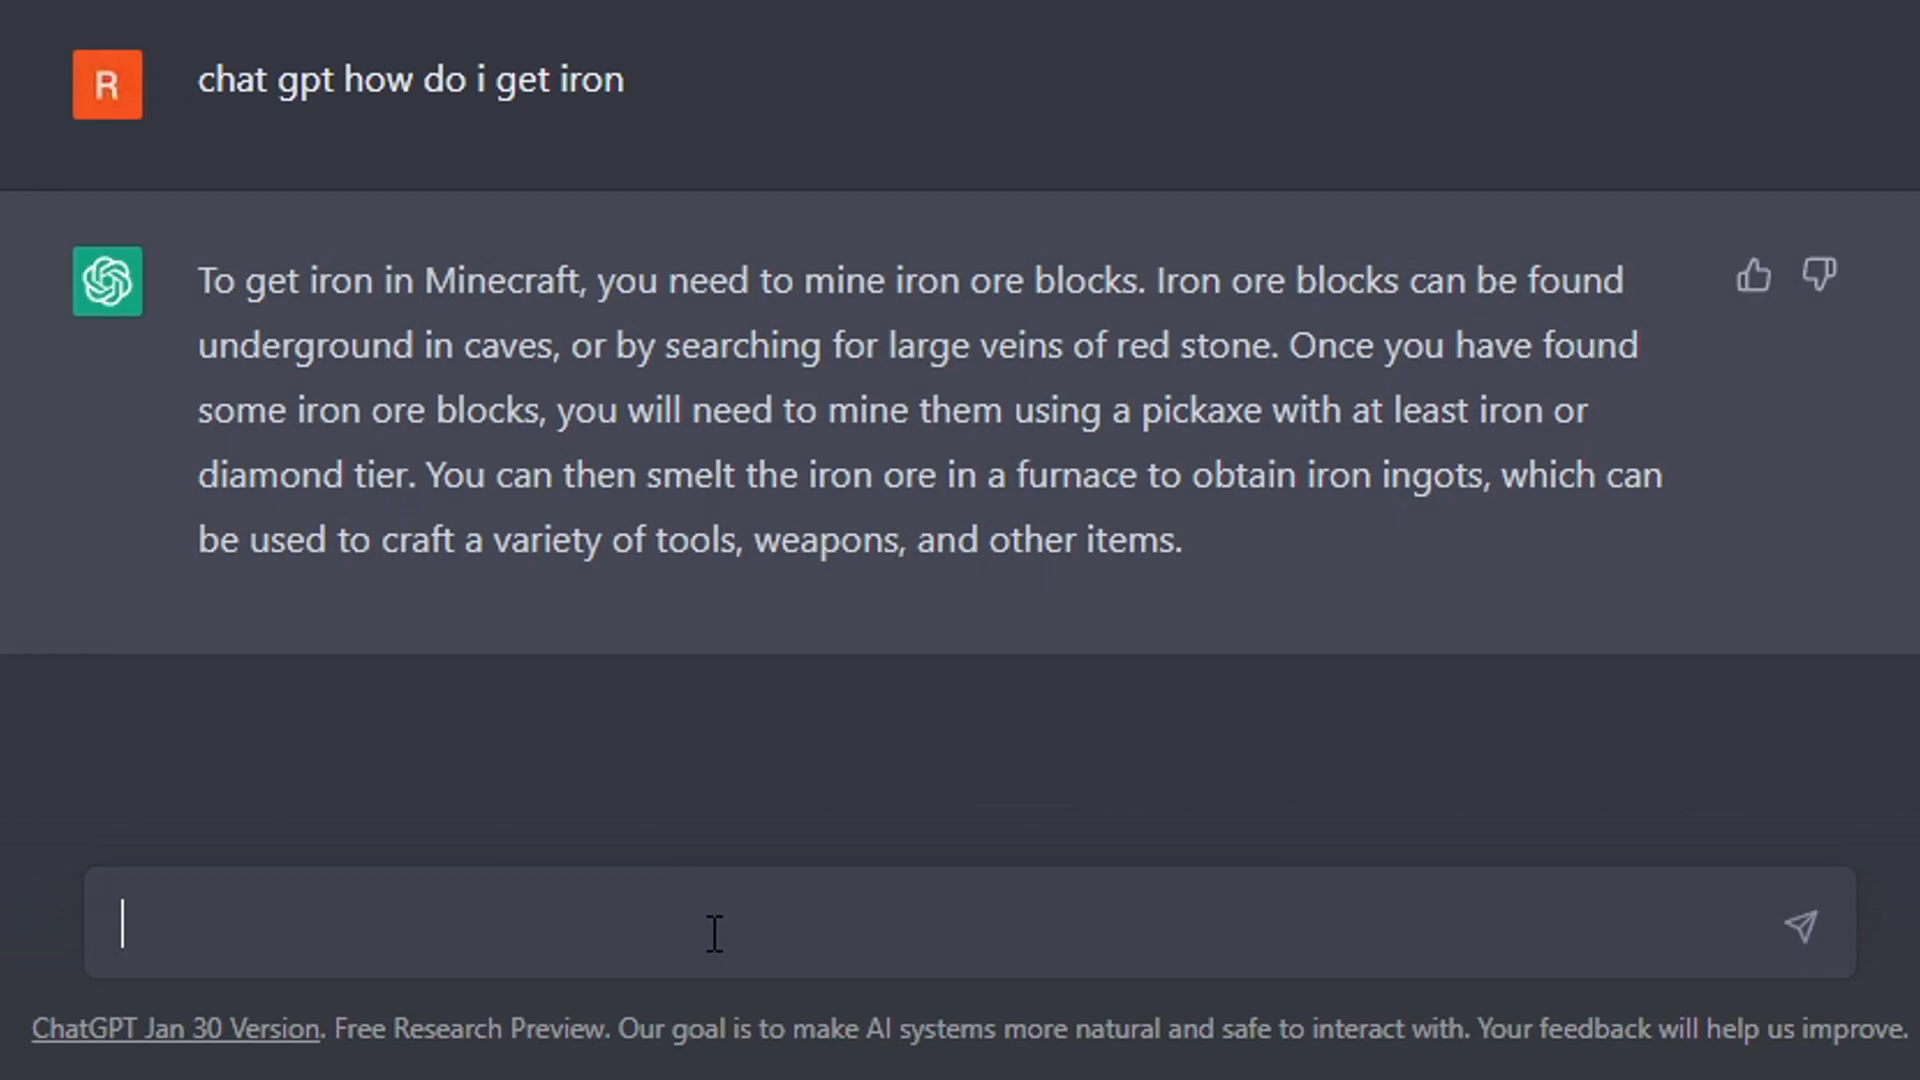 R
chat gpt how do i get iron
To get iron in Minecraft, you need to mine iron ore blocks. Iron ore blocks can be found
underground in caves, or by searching for large veins of red stone. Once you have found
some iron ore blocks, you will need to mine them using a pickaxe with at least iron or
diamond tier. You can then smelt the iron ore in a furnace to obtain iron ingots, which can
be used to craft a variety of tools, weapons, and other items.
ChatGPT Jan 30 Version. Free Research Preview. Our goal is to make AI systems more natural and safe to interact with. Your feedback will help us improve.